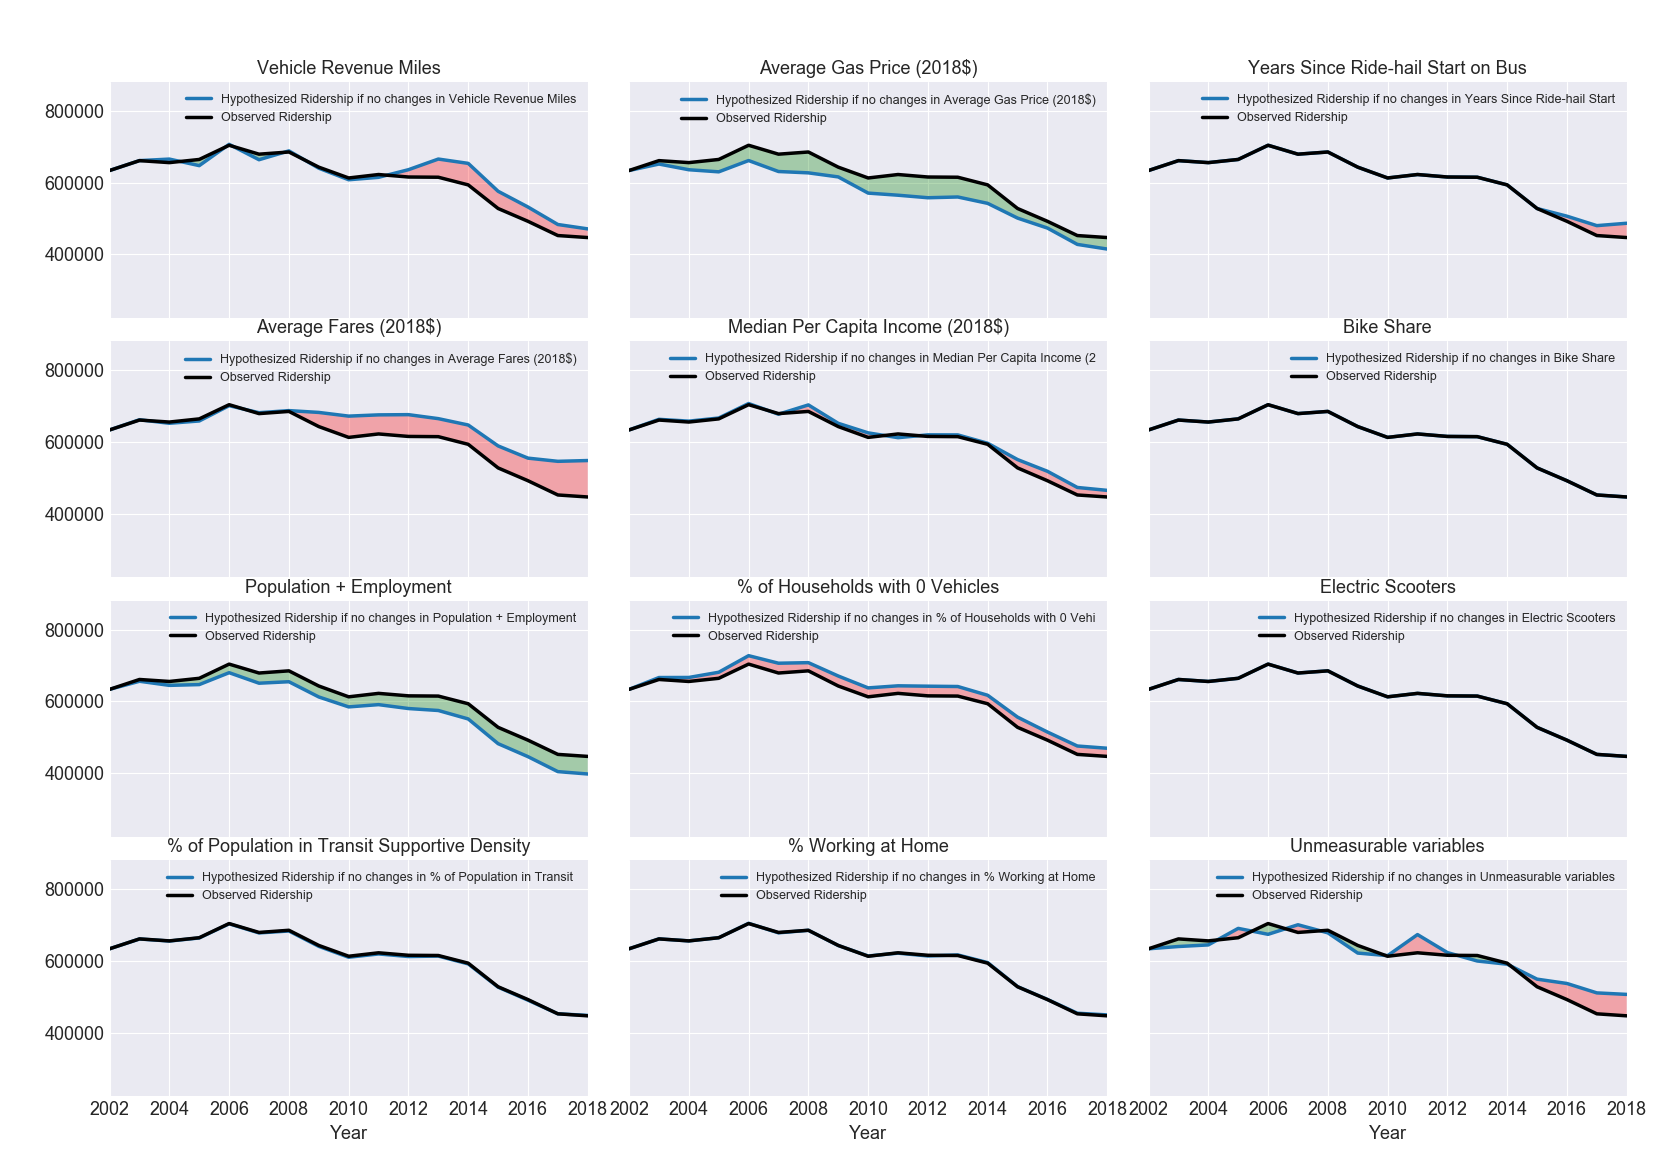 Vehicle Revenue Miles
Hypothesized Ridership if no changes in Vehicle Revenue Miles
Observed Ridership
800000
600000
400000
Average Gas Price (2018$)
Hypothesized Ridership if no changes in Average Gas Price (2018$)
Observed Ridership
Years Since Ride-hail Start on Bus
Hypothesized Ridership if no changes in Years Since Ride-hail Start
Observed Ridership
Average Fares (2018$)
Hypothesized Ridership if no changes in Average Fares (2018$)
Observed Ridership
800000
600000
400000
Median Per Capita Income (2018$)
Hypothesized Ridership if no changes in Median Per Capita Income (2
Observed Ridership
Bike Share
Hypothesized Ridership if no changes in Bike Share
Observed Ridership
Population + Employment
Hypothesized Ridership if no changes in Population + Employment
Observed Ridership
800000
600000
400000
% of Households with 0 Vehicles
Hypothesized Ridership if no changes in % of Households with 0 Vehi
Observed Ridership
Electric Scooters
Hypothesized Ridership if no changes in Electric Scooters
Observed Ridership
% of Population in Transit Supportive Density
Hypothesized Ridership if no changes in % of Population in Transit
Observed Ridership
800000
600000
400000
2002 2004 2006 2008 2010 2012 2014 2016 2018
Year
% Working at Home
Hypothesized Ridership if no changes in % Working at Home
Observed Ridership
2002 2004 2006 2008 2010 2012 2014 2016 2018
Year
Unmeasurable variables
Hypothesized Ridership if no changes in Unmeasurable variables
Observed Ridership
2002 2004 2006 2008 2010 2012 2014 2016 2018
Year